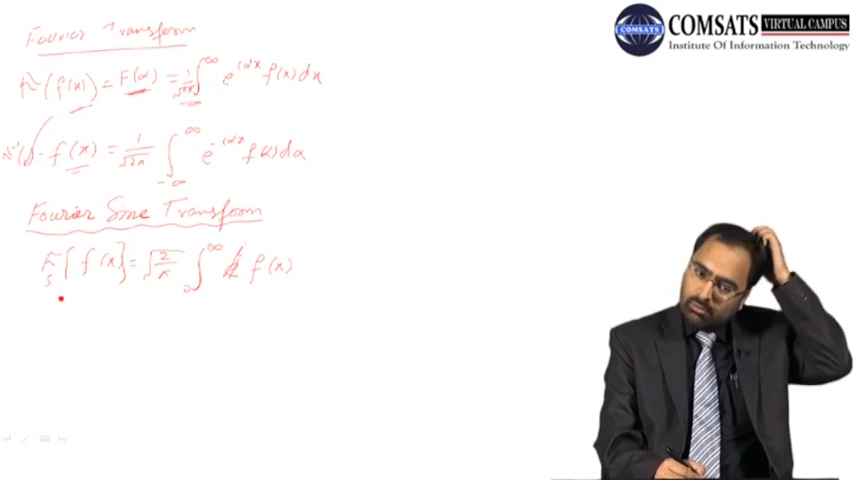 COMSATS VIRTUAL CAMPUS
COMSATS
Institute Of Information Technology
Fourier Transform
(f(x)) = F(α) = 1/√2π ∫_{-∞}^{∞} e^{iαx} f(x) dx
f(x) = 1/√2π ∫_{-∞}^{∞} e^{-iαx} f(α) dα
Fourier Sine Transform
F_s { f(x) } = √2/π ∫_0^∞ f(x)